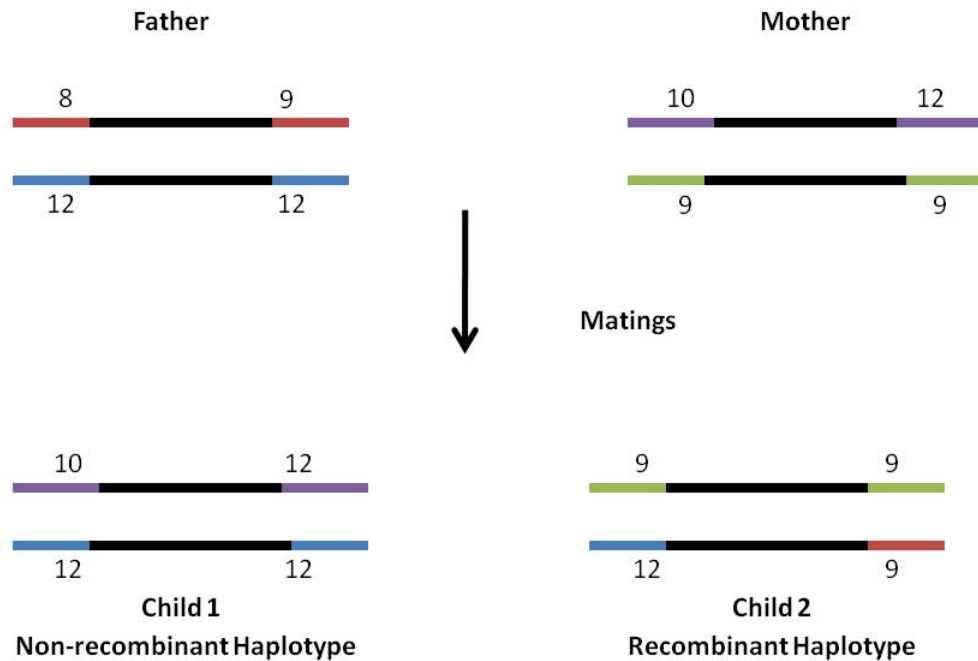 Father
Mother
8 9
10 12
12 12
9 9
Matings
10 12
9 9
12 12
12 9
Child 1
Child 2
Non-recombinant Haplotype
Recombinant Haplotype